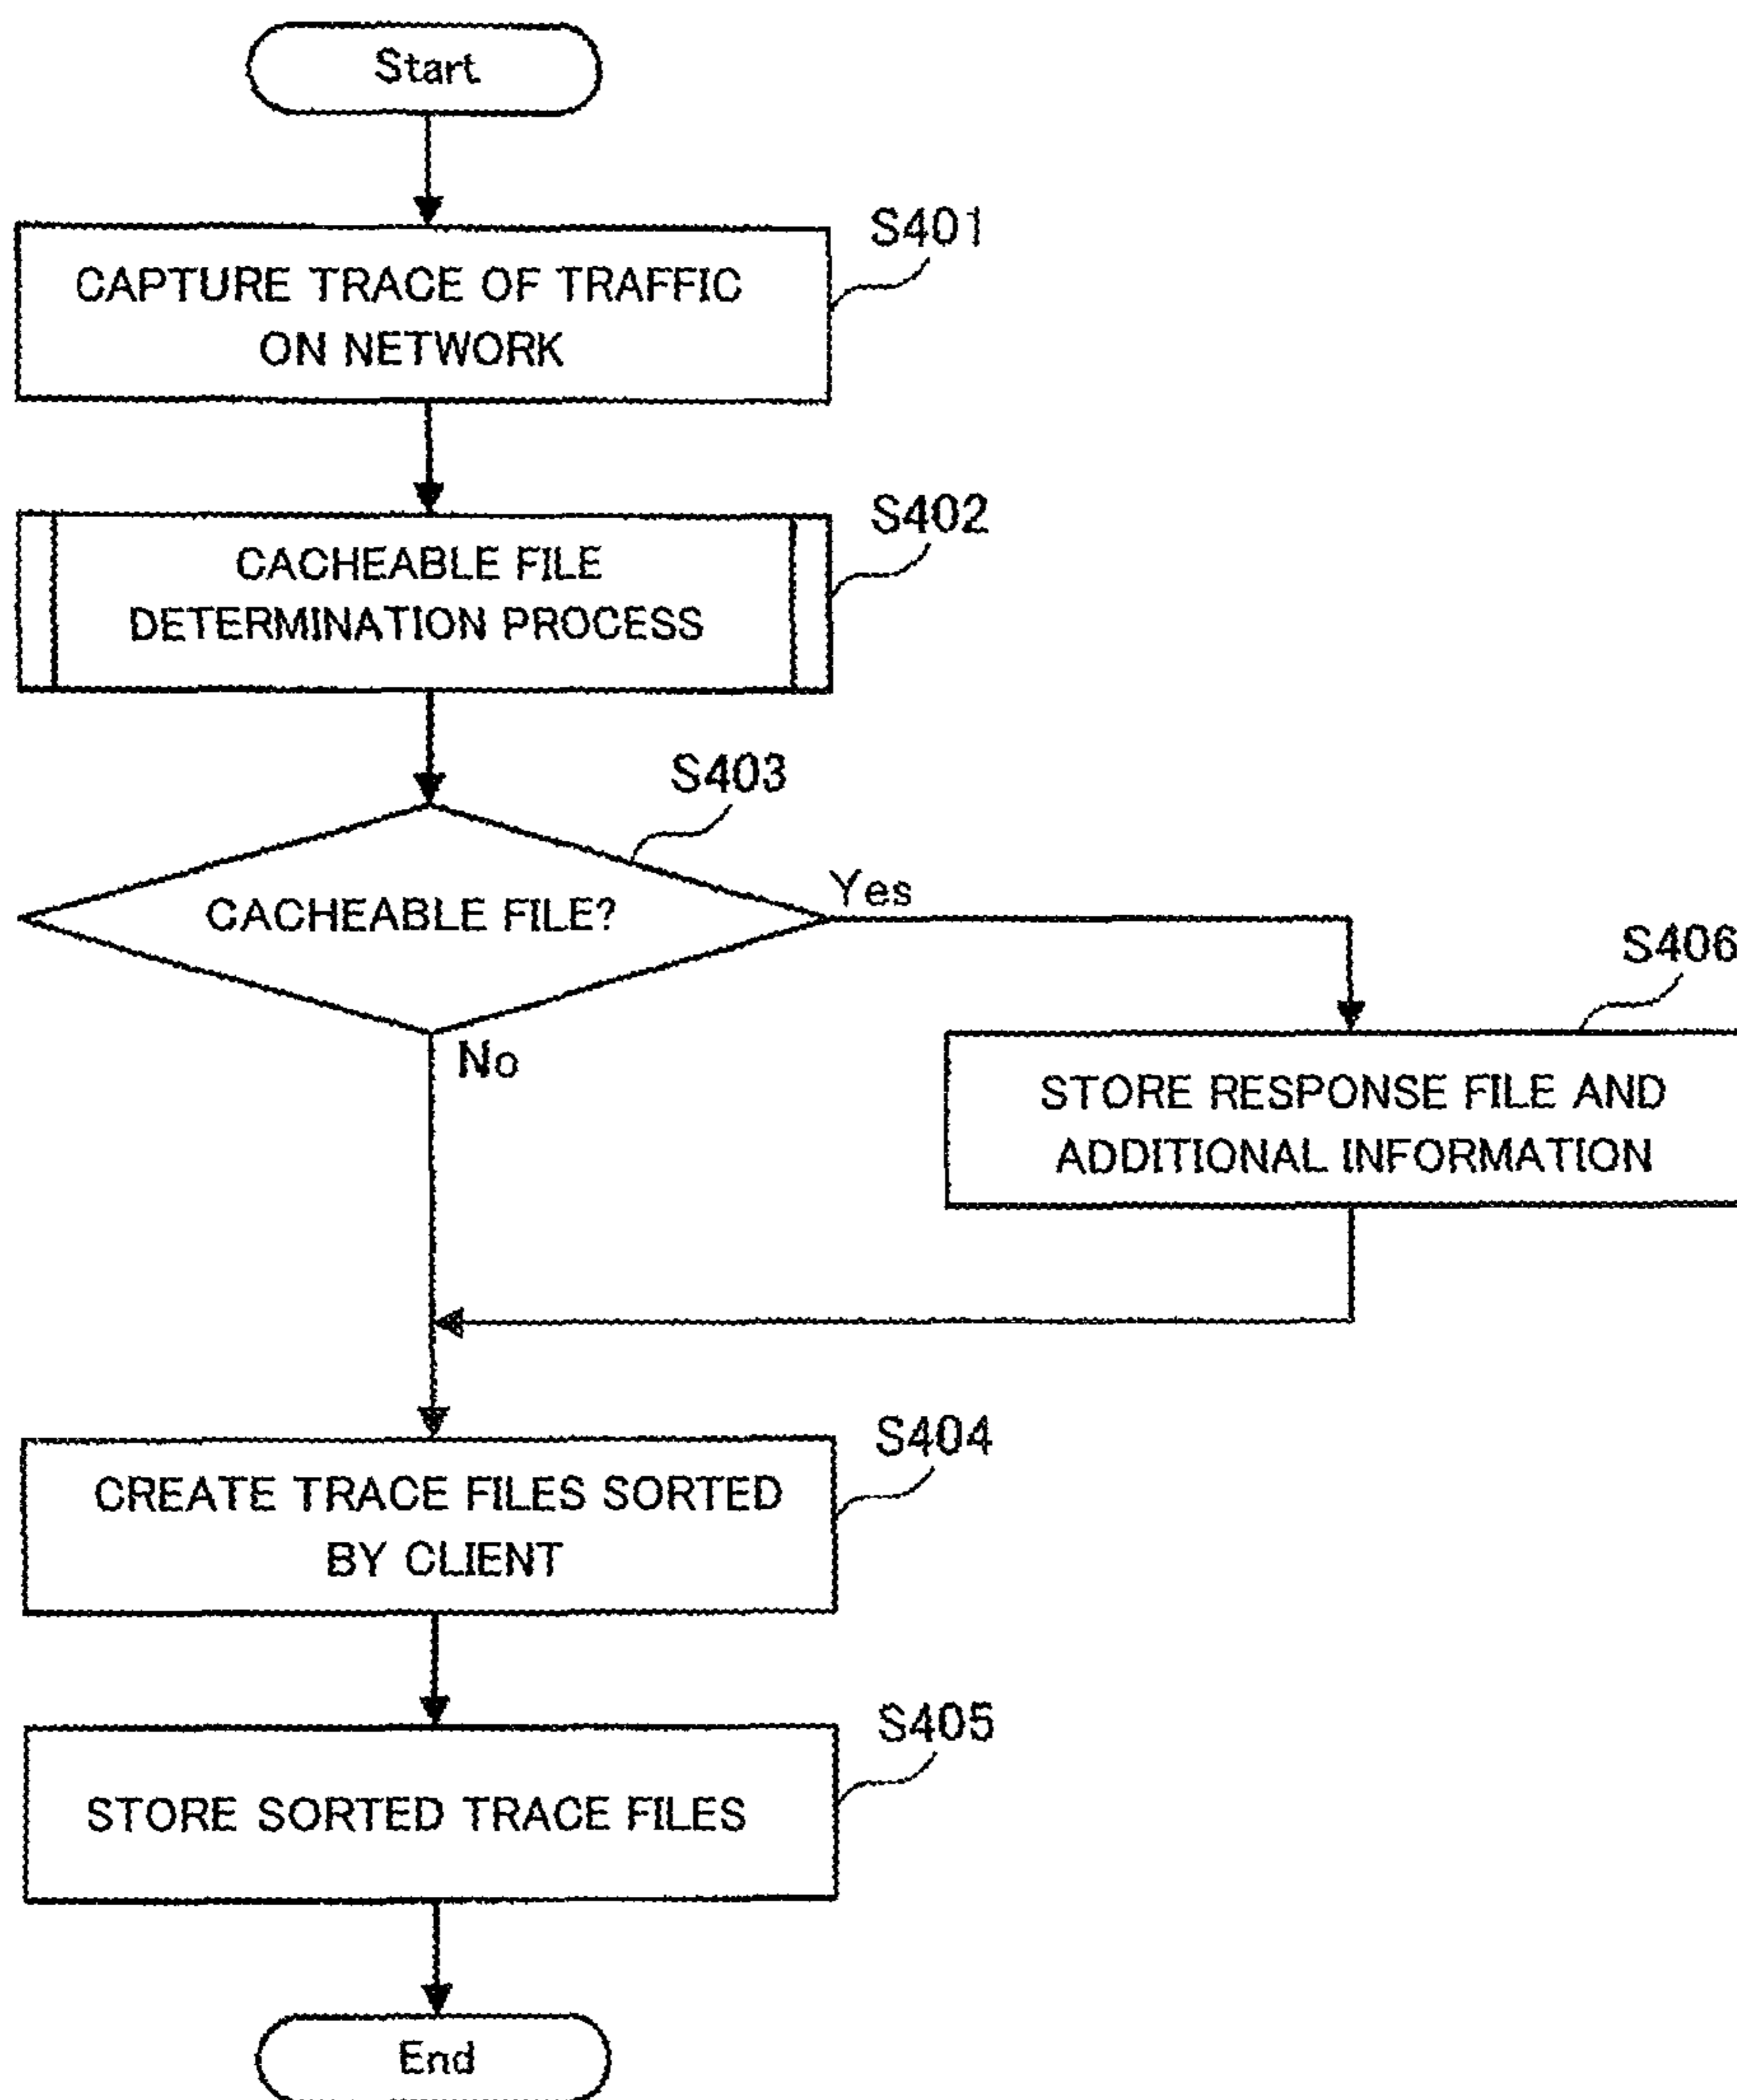 Start
S401
CAPTURE TRACE OF TRAFFIC
ON NETWORK
S402
CACHEABLE FILE
DETERMINATION PROCESS
S403
CACHEABLE FILE?
Yes
No
S406
STORE RESPONSE FILE AND
ADDITIONAL INFORMATION
S404
CREATE TRACE FILES SORTED
BY CLIENT
S405
STORE SORTED TRACE FILES
End